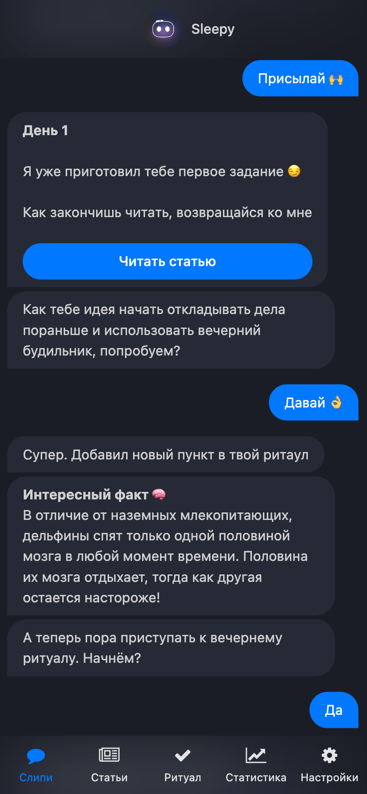 Sleepy
Присылай 🙌
День 1
Я уже приготовил тебе первое задание 😏
Как закончишь читать, возвращайся ко мне
Читать статью
Как тебе идея начать откладывать дела
пораньше и использовать вечерний
будильник, попробуем?
Давай 👌
Супер. Добавил новый пункт в твой ритаул
Интересный факт 🧠
В отличие от наземных млекопитающих,
дельфины спят только одной половиной
мозга в любой момент времени. Половина
их мозга отдыхает, тогда как другая
остается настороже!
А теперь пора приступать к вечернему
ритуалу. Начнём?
Да
Слипи
Статьи
Ритуал
Статистика
Настройки